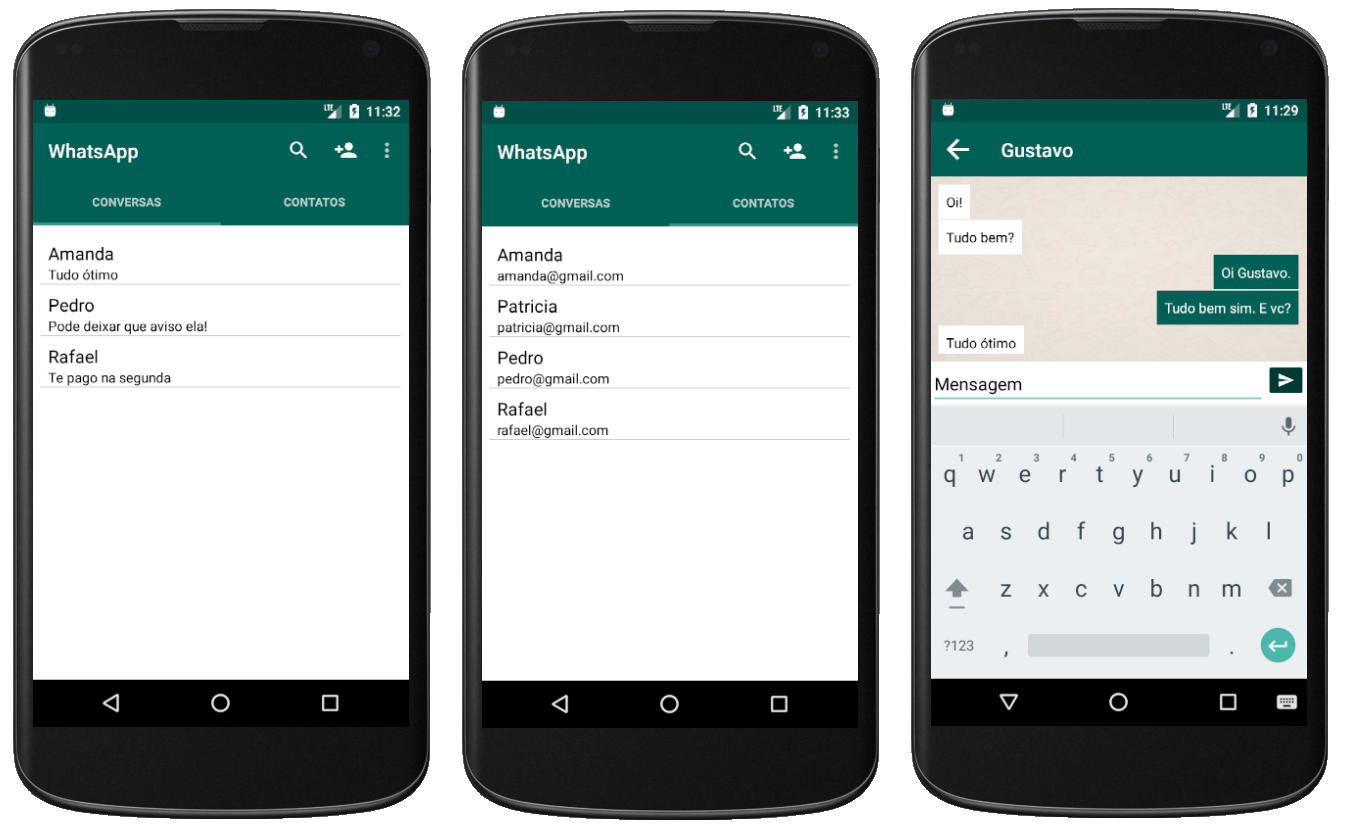 LTE 11:32
WhatsApp
CONVERSAS CONTATOS
Amanda
Tudo ótimo
Pedro
Pode deixar que aviso ela!
Rafael
Te pago na segunda
LTE 11:33
WhatsApp
CONVERSAS CONTATOS
Amanda
amanda@gmail.com
Patricia
patricia@gmail.com
Pedro
pedro@gmail.com
Rafael
rafael@gmail.com
LTE 11:29
Gustavo
Oi!
Tudo bem?
Oi Gustavo.
Tudo bem sim. E vc?
Tudo ótimo
Mensagem
1 2 3 4 5 6 7 8 9 0
q w e r t y u i o p
a s d f g h j k l
z x c v b n m
?123 , .